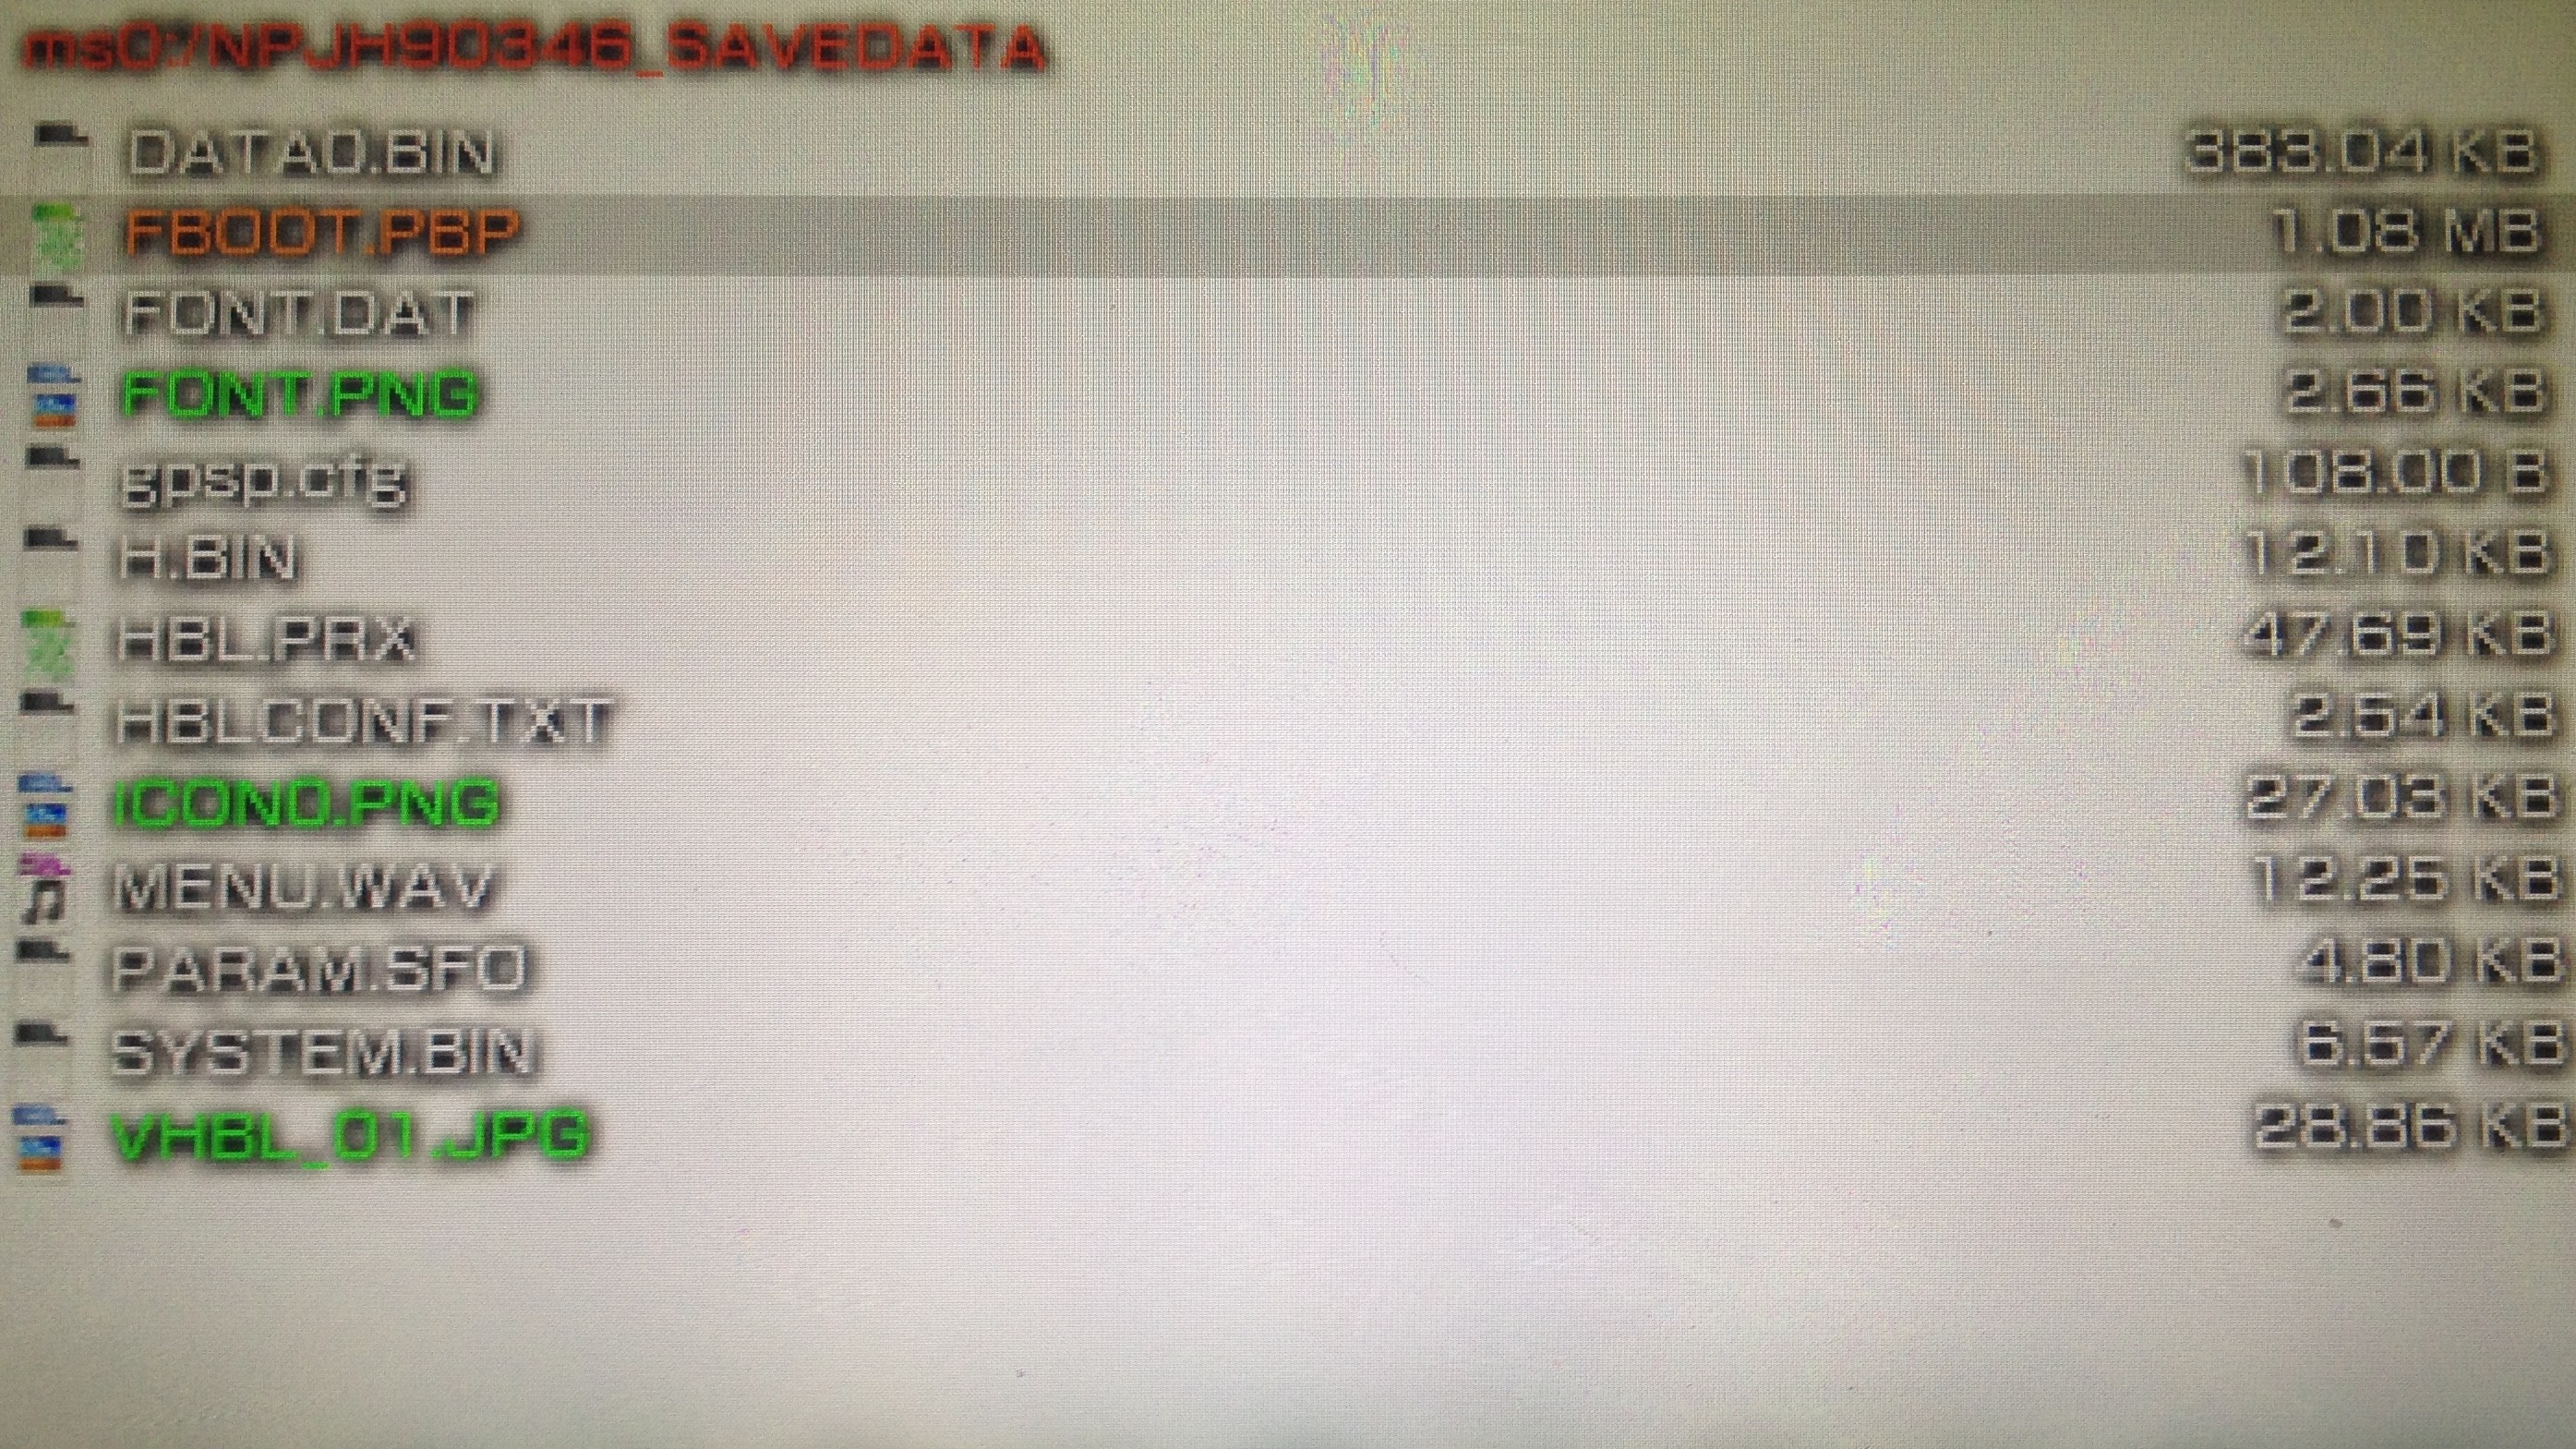 ms0:/NPJH90346_SAVEDATA
DATA0.BIN 383.04 KB
FBOOT.PBP 1.08 MB
FONT.DAT 2.00 KB
FONT.PNG 2.66 KB
gpsp.cfg 108.00 B
H.BIN 12.10 KB
HBL.PRX 47.69 KB
HBLCONF.TXT 2.54 KB
ICON0.PNG 27.03 KB
MENU.WAV 12.25 KB
PARAM.SFO 4.80 KB
SYSTEM.BIN 6.57 KB
VHBL_01.JPG 28.86 KB